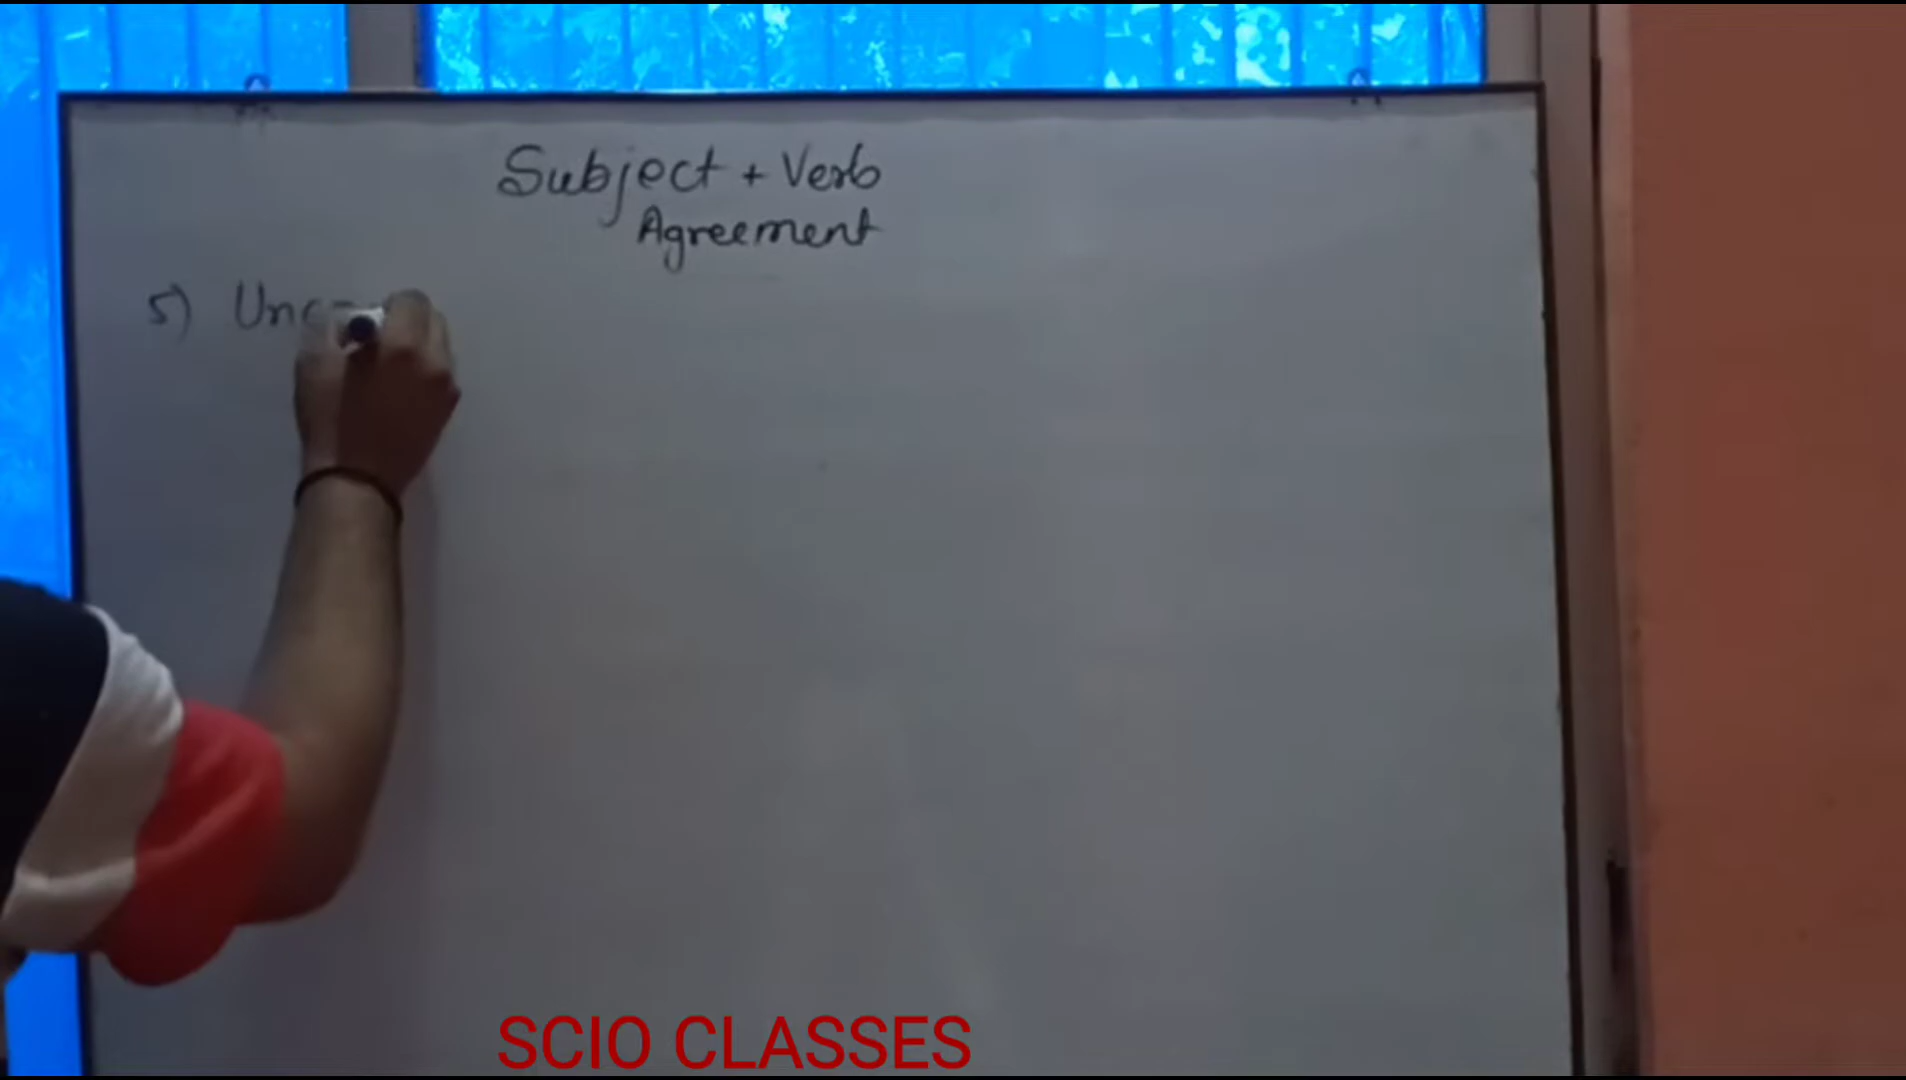 Subject + Verb
Agreement
5)
SCIO CLASSES